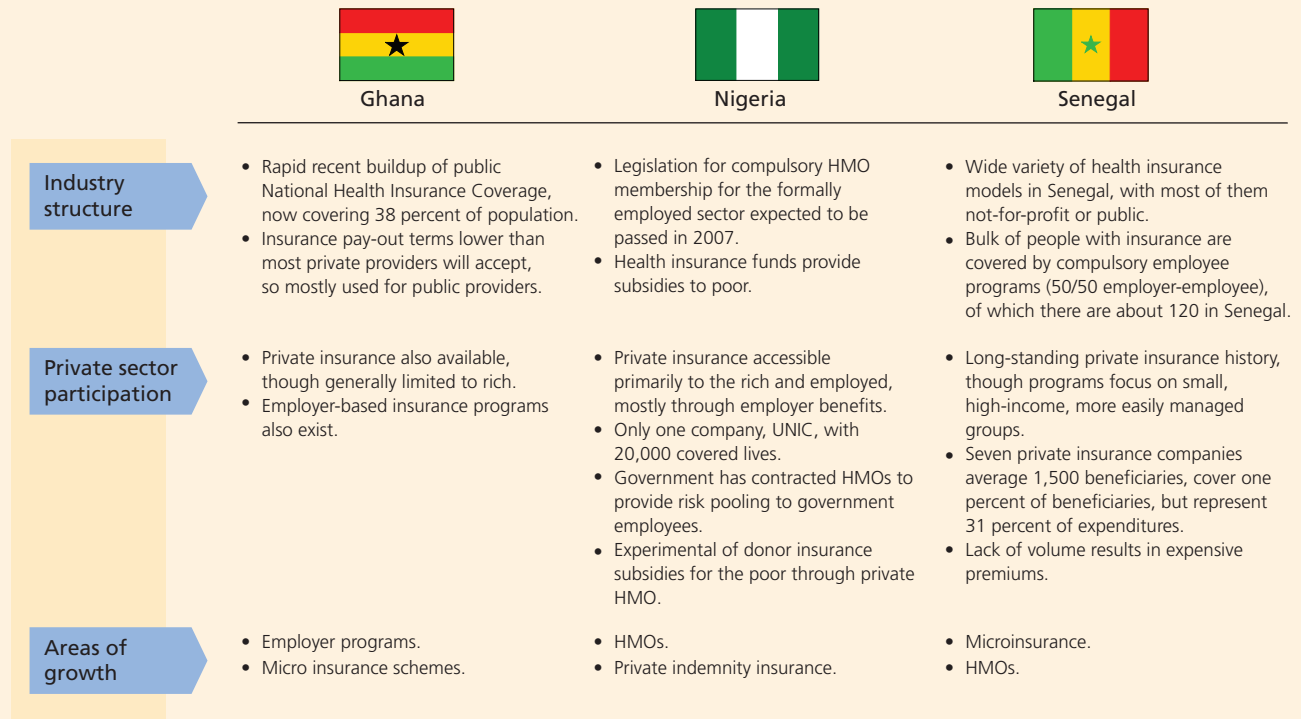 Ghana
Nigeria
Senegal
Industry
structure
• Rapid recent buildup of public
National Health Insurance Coverage,
now covering 38 percent of population.
• Insurance pay-out terms lower than
most private providers will accept,
so mostly used for public providers.
• Legislation for compulsory HMO
membership for the formally
employed sector expected to be
passed in 2007.
• Health insurance funds provide
subsidies to poor.
• Wide variety of health insurance
models in Senegal, with most of them
not-for-profit or public.
• Bulk of people with insurance are
covered by compulsory employee
programs (50/50 employer-employee),
of which there are about 120 in Senegal.
Private sector
participation
• Private insurance also available,
though generally limited to rich.
• Employer-based insurance programs
also exist.
• Private insurance accessible
primarily to the rich and employed,
mostly through employer benefits.
• Only one company, UNIC, with
20,000 covered lives.
• Government has contracted HMOs to
provide risk pooling to government
employees.
• Experimental of donor insurance
subsidies for the poor through private
HMO.
• Long-standing private insurance history,
though programs focus on small,
high-income, more easily managed
groups.
• Seven private insurance companies
average 1,500 beneficiaries, cover one
percent of beneficiaries, but represent
31 percent of expenditures.
• Lack of volume results in expensive
premiums.
Areas of
growth
• Employer programs.
• Micro insurance schemes.
• HMOs.
• Private indemnity insurance.
• Microinsurance.
• HMOs.